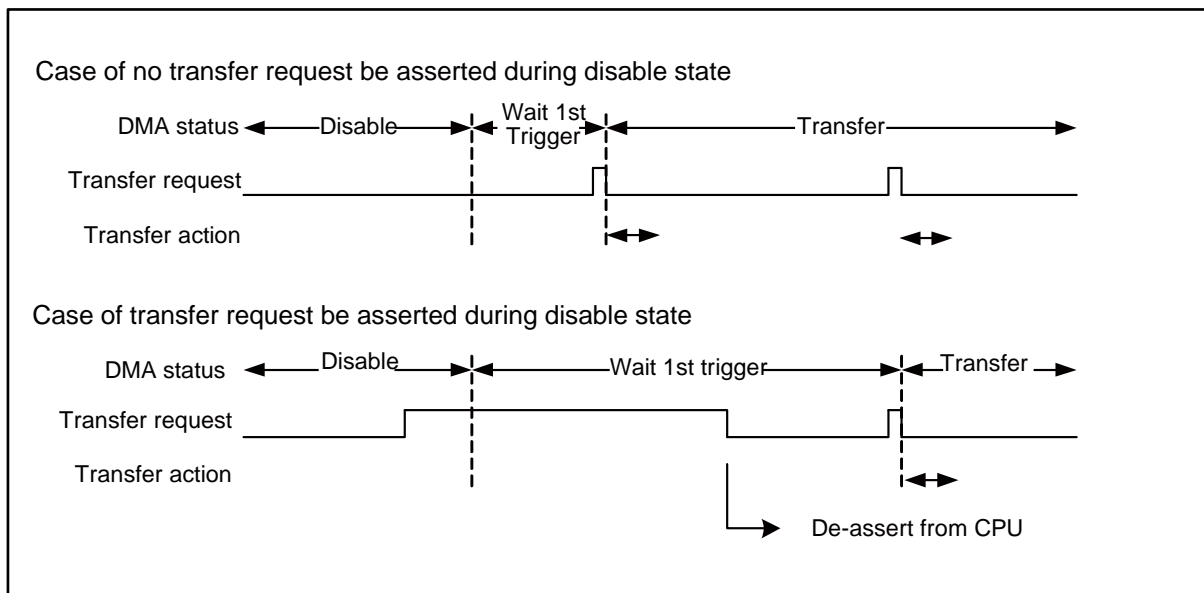 Case of no transfer request be asserted during disable state
DMA status
Disable
Wait 1st
Trigger
Transfer
Transfer request
Transfer action
Case of transfer request be asserted during disable state
DMA status
Disable
Wait 1st trigger
Transfer
Transfer request
Transfer action
De-assert from CPU